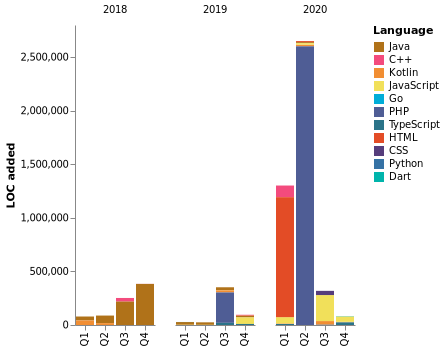 2018 2019 2020
Language
Java
C++
Kotlin
JavaScript
Go
PHP
TypeScript
HTML
CSS
Python
Dart
LOC added
2,500,000
2,000,000
1,500,000
1,000,000
500,000
0
Q1 Q2 Q3 Q4 Q1 Q2 Q3 Q4 Q1 Q2 Q3 Q4